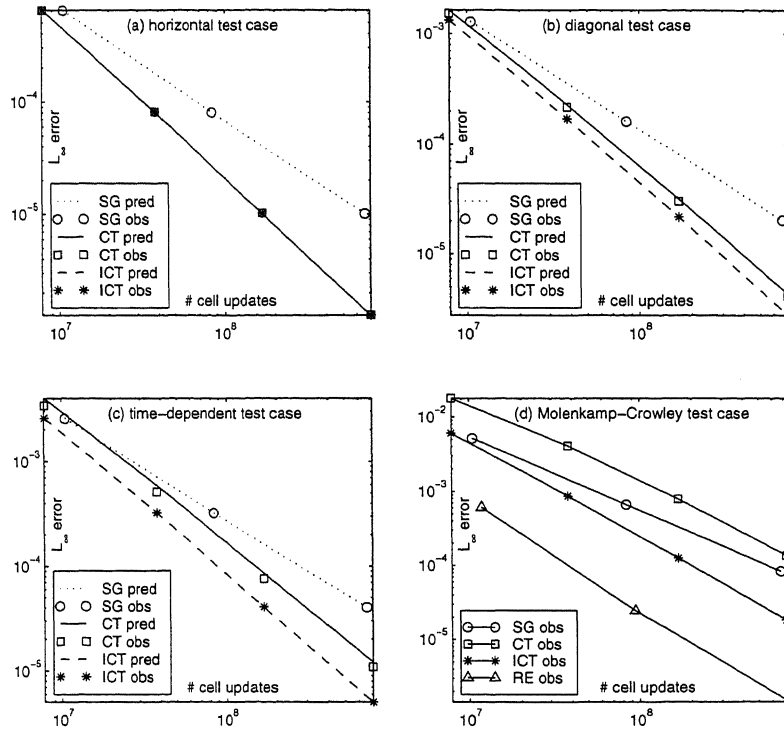 (a) horizontal test case
10⁻⁴
10⁻⁵
L∞ error
SG pred
SG obs
CT pred
CT obs
ICT pred
ICT obs
# cell updates
10⁷
10⁸
(b) diagonal test case
10⁻³
10⁻⁴
10⁻⁵
L∞ error
SG pred
SG obs
CT pred
CT obs
ICT pred
ICT obs
# cell updates
10⁷
10⁸
(c) time-dependent test case
10⁻³
10⁻⁴
10⁻⁵
L∞ error
SG pred
SG obs
CT pred
CT obs
ICT pred
ICT obs
# cell updates
10⁷
10⁸
(d) Molenkamp-Crowley test case
10⁻²
10⁻³
10⁻⁴
10⁻⁵
L∞ error
SG obs
CT obs
ICT obs
RE obs
# cell updates
10⁷
10⁸